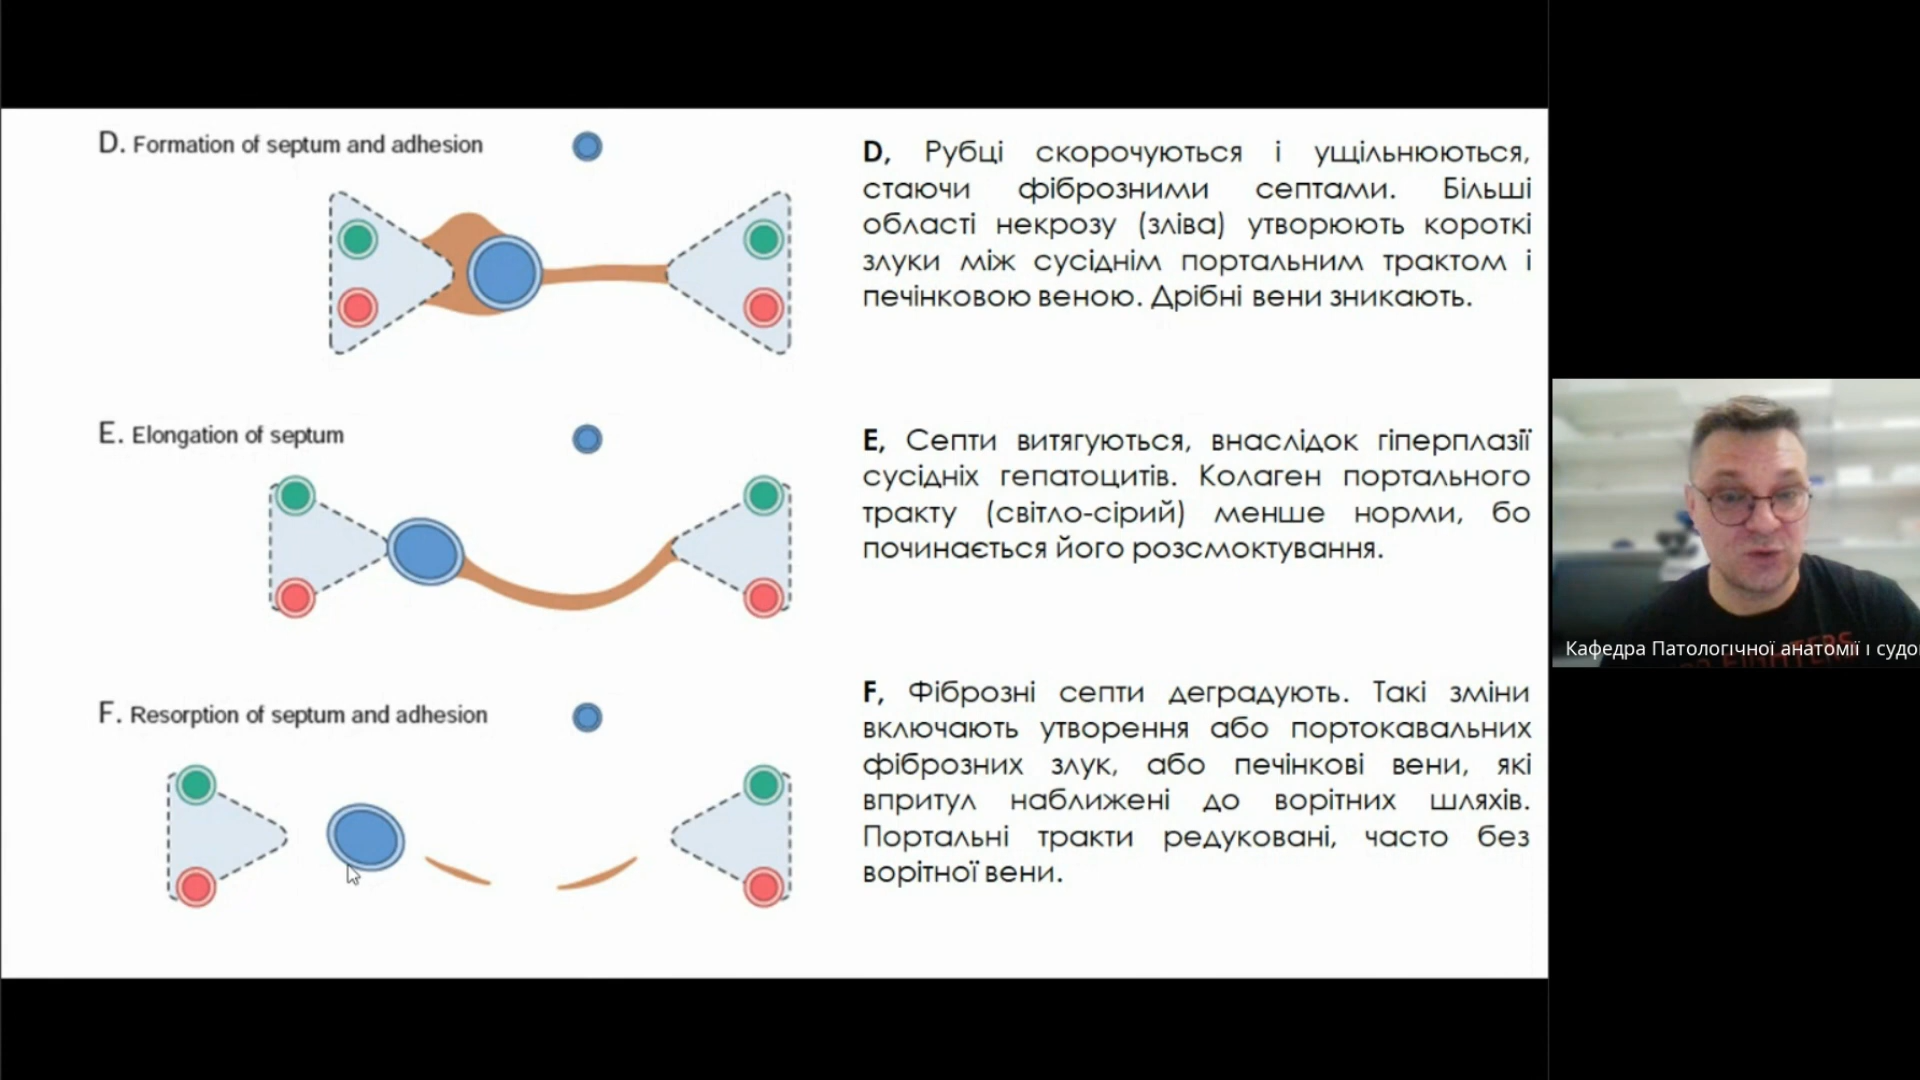 D. Formation of septum and adhesion
D, Рубці скорочуються і ущільнюються,
стаючи фіброзними септами. Більші
області некрозу (зліва) утворюють короткі
злуки між сусіднім портальним трактом і
печінковою веною. Дрібні вени зникають.
E. Elongation of septum
E, Септи витягуються, внаслідок гіперплазії
сусідніх гепатоцитів. Колаген портального
тракту (світло-сірий) менше норми, бо
починається його розсмоктування.
F. Resorption of septum and adhesion
F, Фіброзні септи деградують. Такі зміни
включають утворення або портокавальних
фіброзних злук, або печінкові вени, які
впритул наближені до ворітних шляхів.
Портальні тракти редуковані, часто без
ворітної вени.
Кафедра Патологічної анатомії і судо